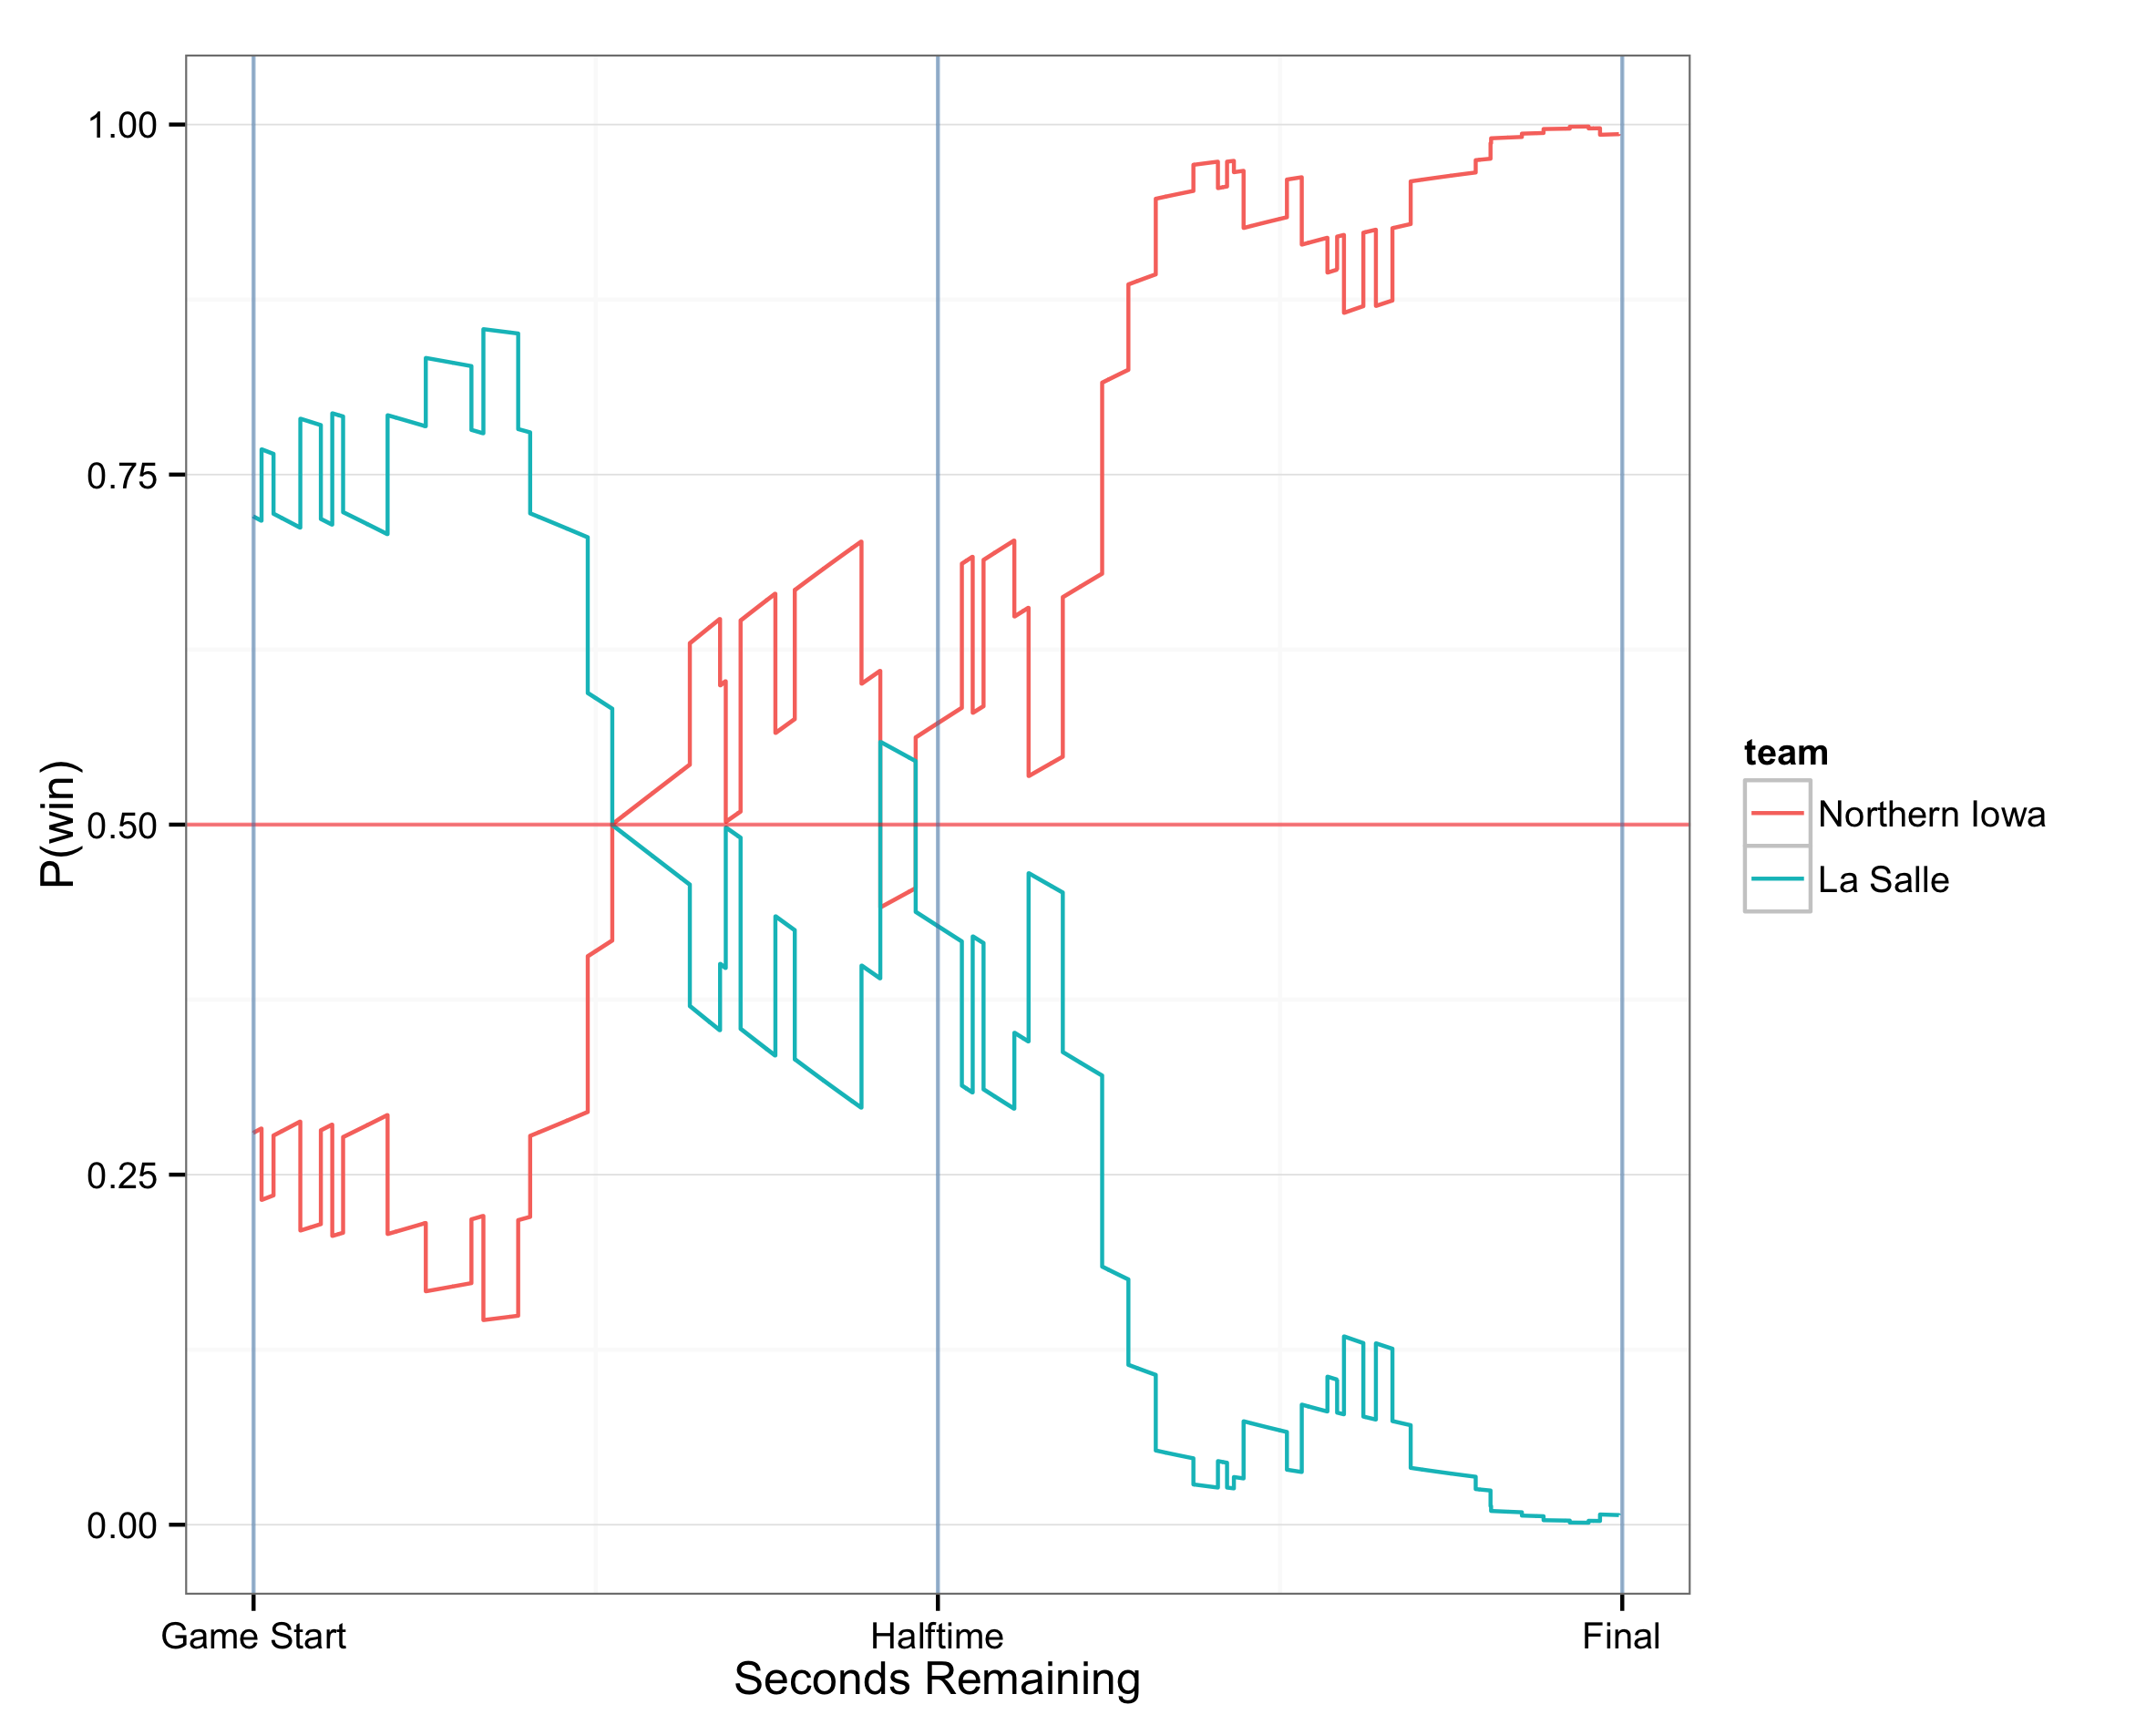 1.00
0.75
0.50
0.25
0.00
P(win)
Game Start
Halftime
Final
Seconds Remaining
team
Northern Iowa
La Salle